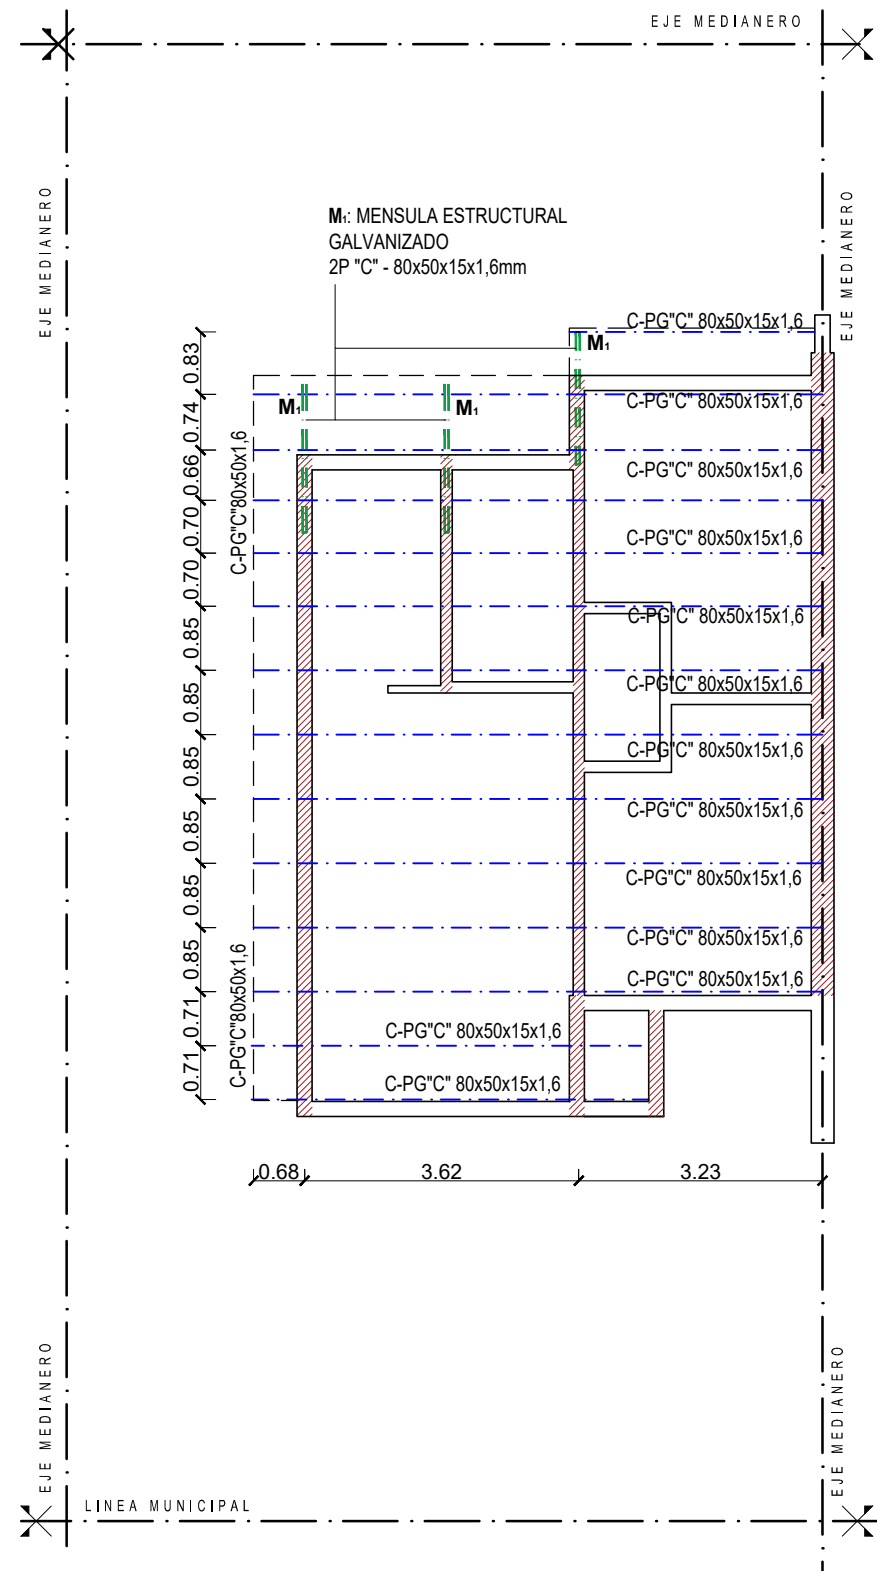 EJE MEDIANERO
EJE MEDIANERO
EJE MEDIANERO
M1: MENSULA ESTRUCTURAL
GALVANIZADO
2P "C" - 80x50x15x1,6mm
C-PG"C" 80x50x15x1,6
M1
C-PG"C" 80x50x15x1,6
M1
M1
C-PG"C" 80x50x15x1,6
C-PG"C"80x50x1,6
C-PG"C" 80x50x15x1,6
C-PG"C" 80x50x15x1,6
C-PG"C" 80x50x15x1,6
C-PG"C" 80x50x15x1,6
C-PG"C" 80x50x15x1,6
C-PG"C" 80x50x15x1,6
C-PG"C" 80x50x15x1,6
C-PG"C" 80x50x15x1,6
C-PG"C"80x50x1,6
C-PG"C" 80x50x15x1,6
C-PG"C" 80x50x15x1,6
0.83
0.74
0.66
0.70
0.70
0.85
0.85
0.85
0.85
0.85
0.85
0.71
0.71
0.68
3.62
3.23
EJE MEDIANERO
EJE MEDIANERO
LINEA MUNICIPAL